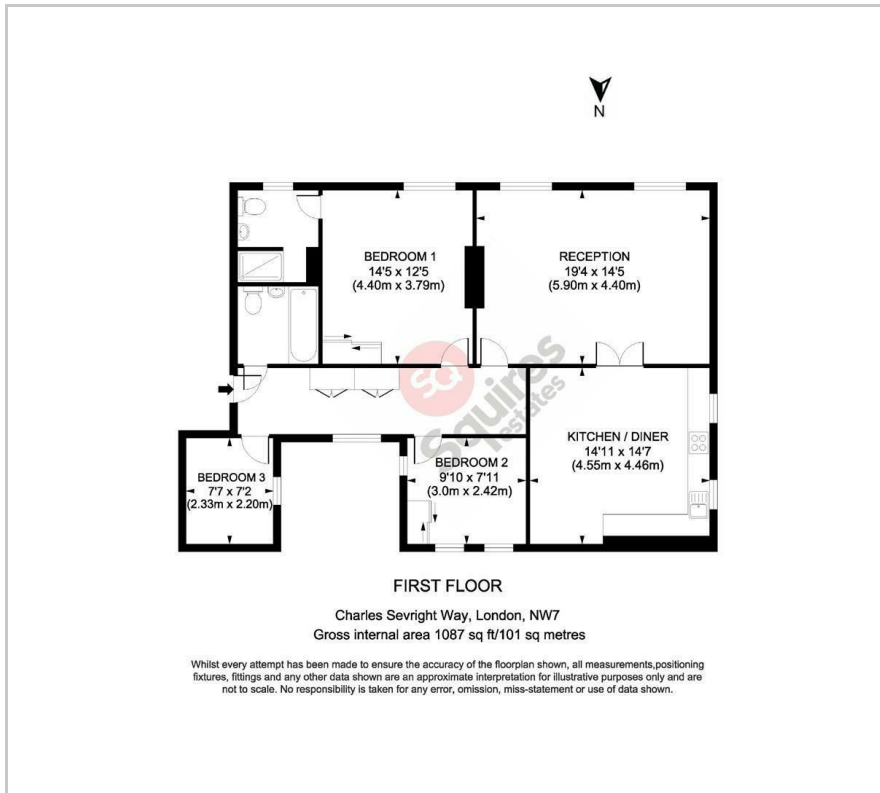 N
BEDROOM 1
14'5 x 12'5
(4.40m x 3.79m)
RECEPTION
19'4 x 14'5
(5.90m x 4.40m)
SQ
Squires
estates
KITCHEN / DINER
14'11 x 14'7
(4.55m x 4.46m)
BEDROOM 2
9'10 x 7'11
(3.0m x 2.42m)
BEDROOM 3
7'7 x 7'2
(2.33m x 2.20m)
FIRST FLOOR
Charles Sevright Way, London, NW7
Gross internal area 1087 sq ft/101 sq metres
Whilst every attempt has been made to ensure the accuracy of the floorplan shown, all measurements,positioning
fixtures, fittings and any other data shown are an approximate interpretation for illustrative purposes only and are
not to scale. No responsibility is taken for any error, omission, miss-statement or use of data shown.